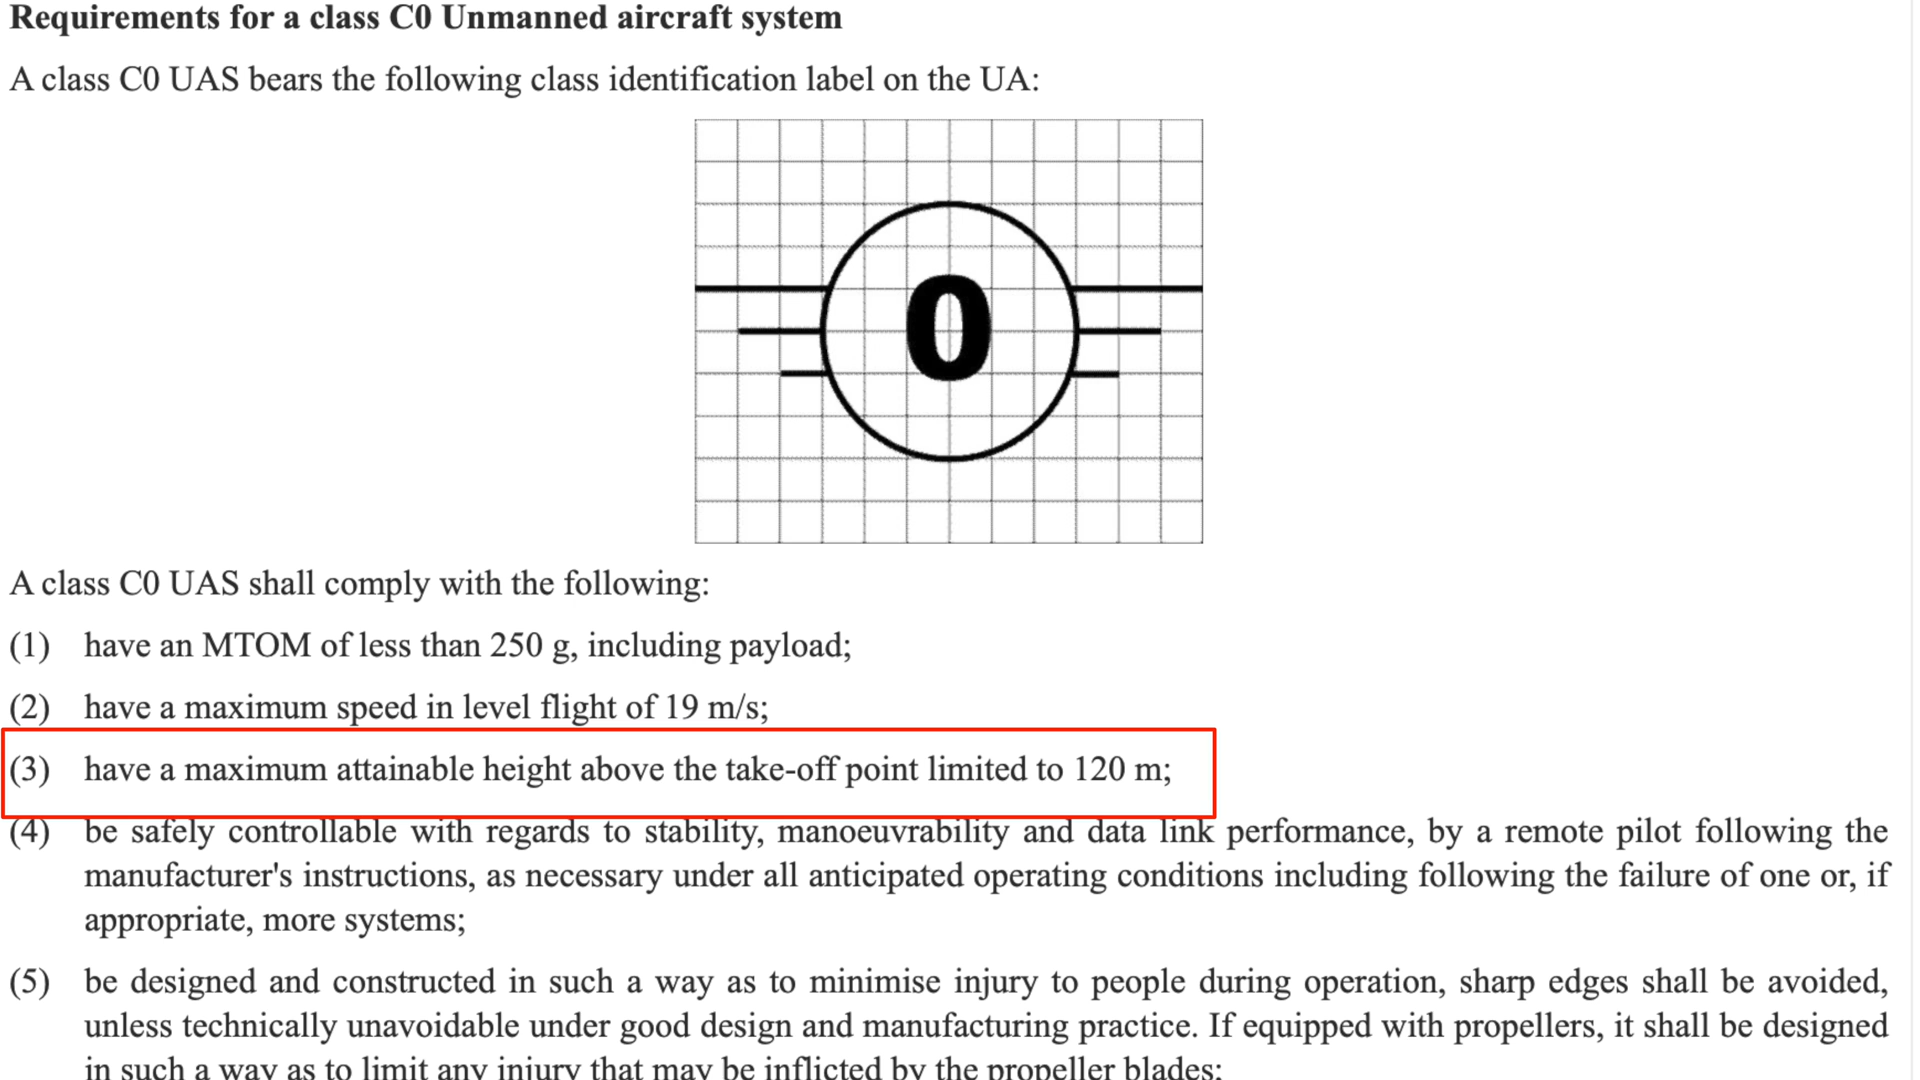 Requirements for a class C0 Unmanned aircraft system
A class C0 UAS bears the following class identification label on the UA:
0
A class C0 UAS shall comply with the following:
(1) have an MTOM of less than 250 g, including payload;
(2) have a maximum speed in level flight of 19 m/s;
(3) have a maximum attainable height above the take-off point limited to 120 m;
(4) be safely controllable with regards to stability, manoeuvrability and data link performance, by a remote pilot following the
manufacturer's instructions, as necessary under all anticipated operating conditions including following the failure of one or, if
appropriate, more systems;
(5) be designed and constructed in such a way as to minimise injury to people during operation, sharp edges shall be avoided,
unless technically unavoidable under good design and manufacturing practice. If equipped with propellers, it shall be designed
in such a way as to limit any injury that may be inflicted by the propeller blades;